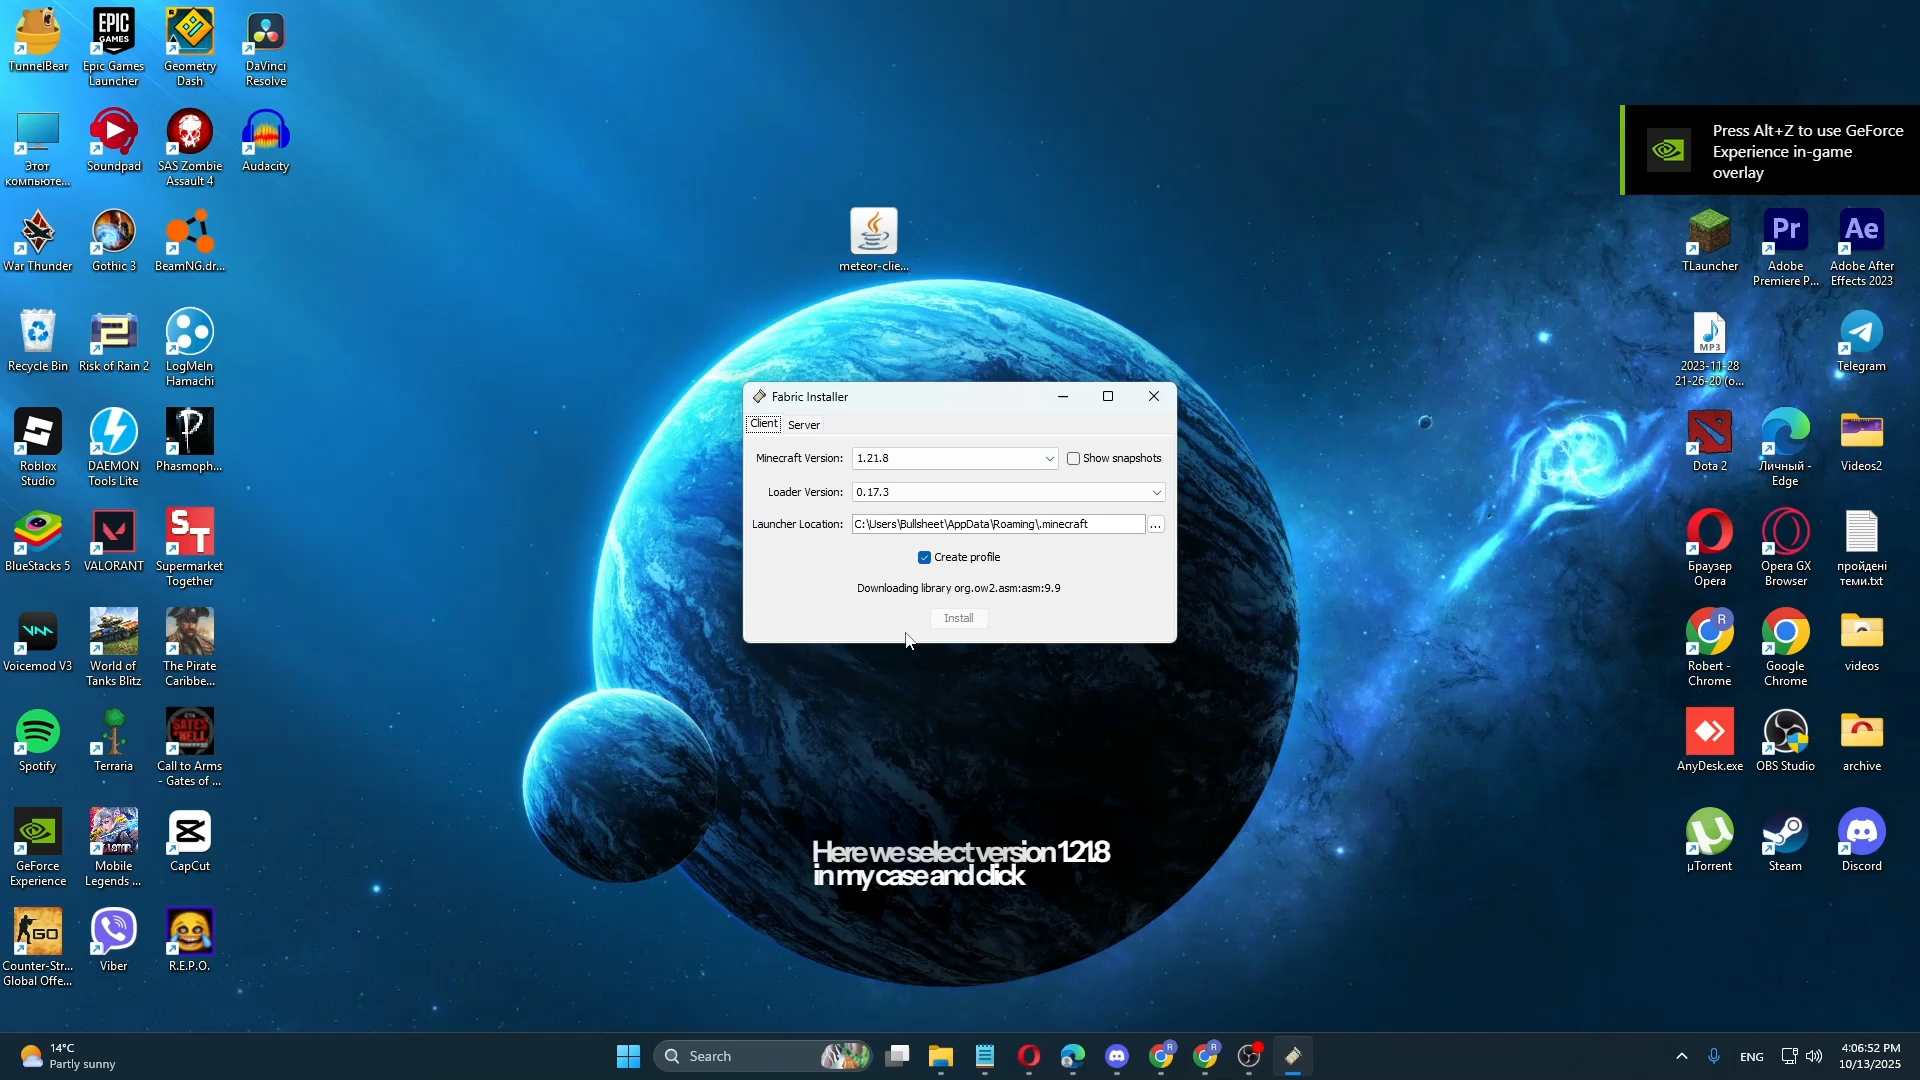 TunnelBear
Epic Games
Launcher
Geometry
Dash
DaVinci
Resolve
Этот
компьюте...
Soundpad
SAS Zombie
Assault 4
Audacity
War Thunder
Gothic 3
BeamNG.dr...
Recycle Bin
Risk of Rain 2
LogMeIn
Hamachi
Roblox
Studio
DAEMON
Tools Lite
Phasmoph...
BlueStacks 5
VALORANT
Supermarket
Together
Voicemod V3
World of
Tanks Blitz
The Pirate
Caribbe...
Spotify
Terraria
Call to Arms
- Gates of ...
GeForce
Experience
Mobile
Legends ...
CapCut
Counter-Str...
Global Offe...
Viber
R.E.P.O.
meteor-clie...
Fabric Installer
Client
Server
Minecraft Version:
1.21.8
Show snapshots
Loader Version:
0.17.3
Launcher Location:
C:\Users\Bullsheet\AppData\Roaming\.minecraft
...
Create profile
Downloading library org.ow2.asm:asm:9.9
Install
Here we select version 1218
in my case and click
Press Alt+Z to use GeForce
Experience in-game
overlay
TLauncher
Adobe
Premiere P...
Adobe After
Effects 2023
MP3
2023-11-28
21-26-20 (o...
Telegram
Dota 2
Личный -
Edge
Videos2
Браузер
Opera
Opera GX
Browser
пройдені
теми.txt
Robert -
Chrome
Google
Chrome
videos
AnyDesk.exe
OBS Studio
archive
µTorrent
Steam
Discord
14°C
Partly sunny
Search
ENG
4:06:52 PM
10/13/2025